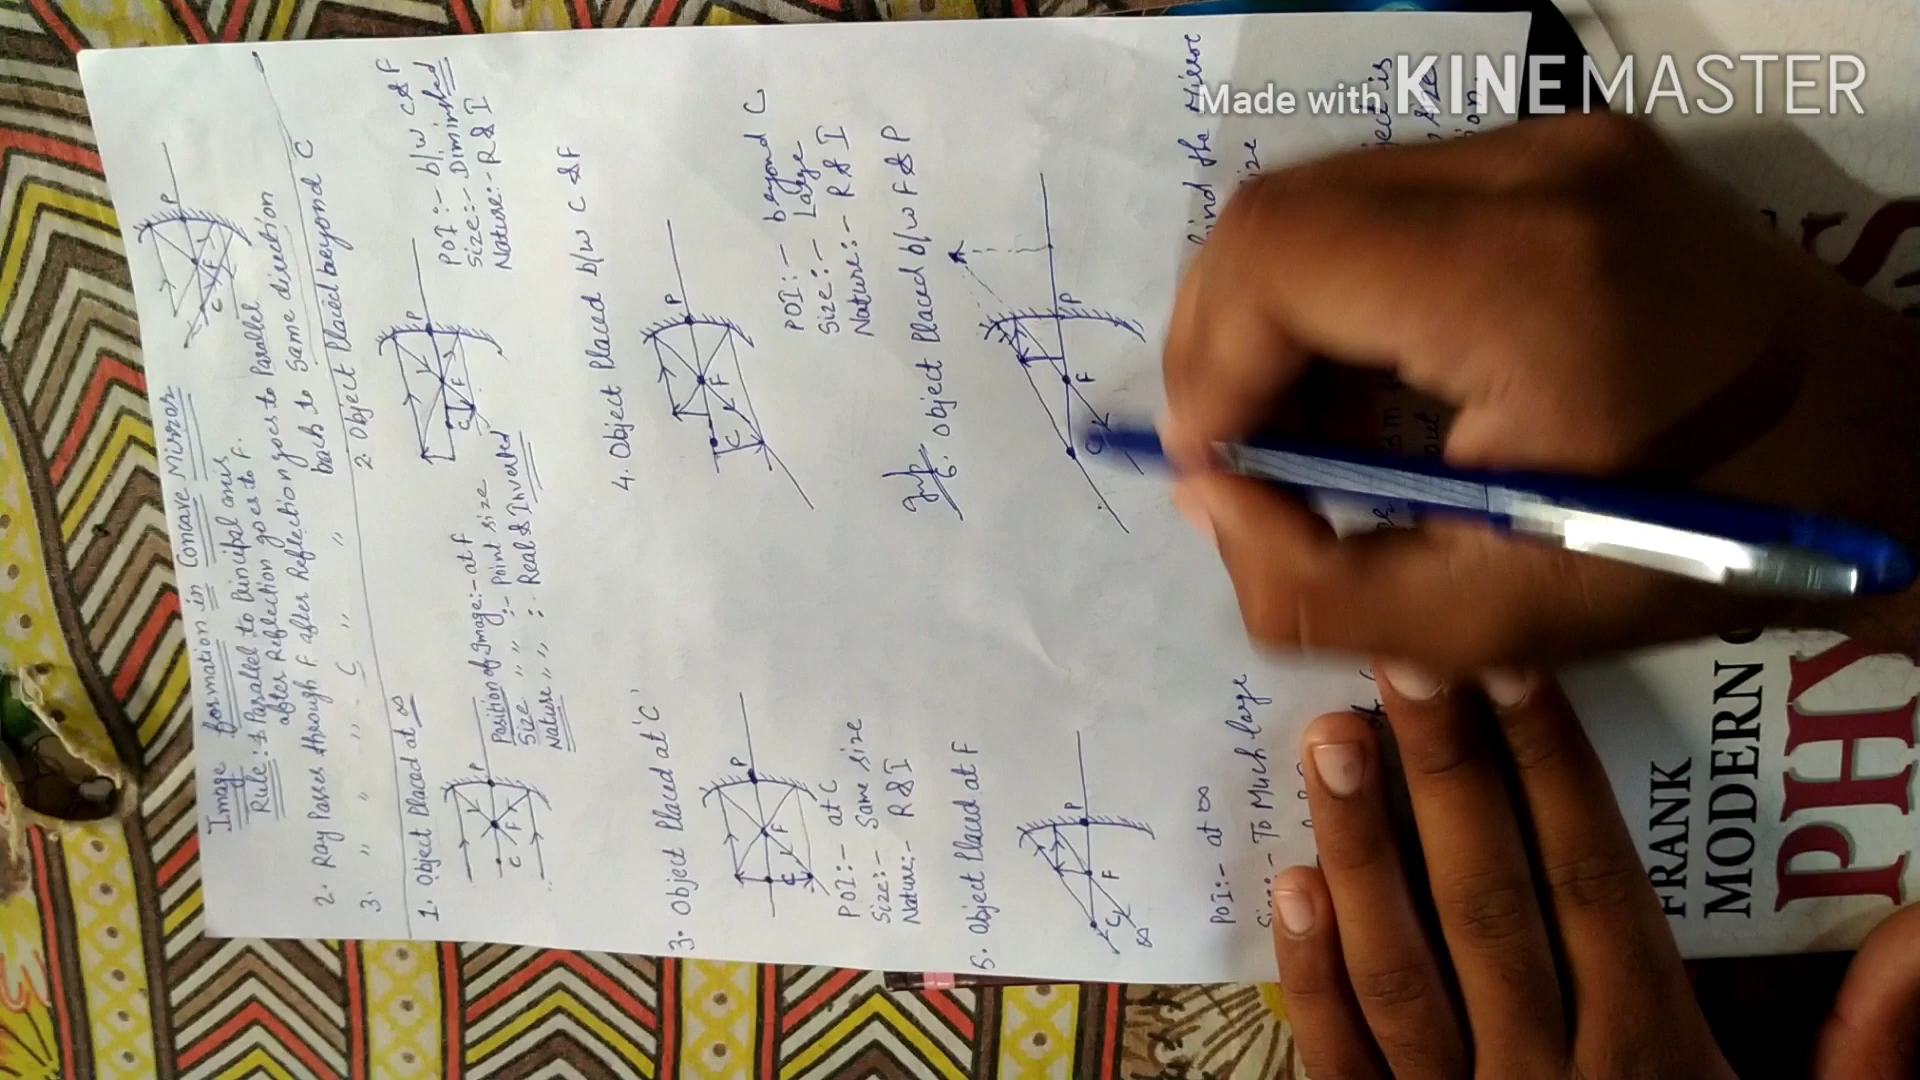 Made with KINEMASTER
Image formation in Concave Mirror
Rule:- 1 Parallel to Principal axis
after Reflection goes to F.
2. Ray Passes through F after Reflection goes to Parallel
3. " " " C " " back to Same direction
1. Object Placed at ∞
2. Object Placed beyond C
C F P
Position of Image:- at F
Size " " :- Point size
Nature " " :- Real & Inverted
C F P
POI:- b/w C & F
Size:- Diminished
Nature:- R & I
3. Object Placed at 'C'
4. Object Placed b/w C & F
C F P
POI:- at C
Size:- Same size
Nature:- R & I
C F P
POI:- beyond C
Size:- Large
Nature:- R & I
5. Object Placed at F
Imp
6. Object Placed b/w F & P
C F P
∞
C F P
POI:- at ∞
Size:- To Much large
the Mirror
FRANK
MODERN
PHY